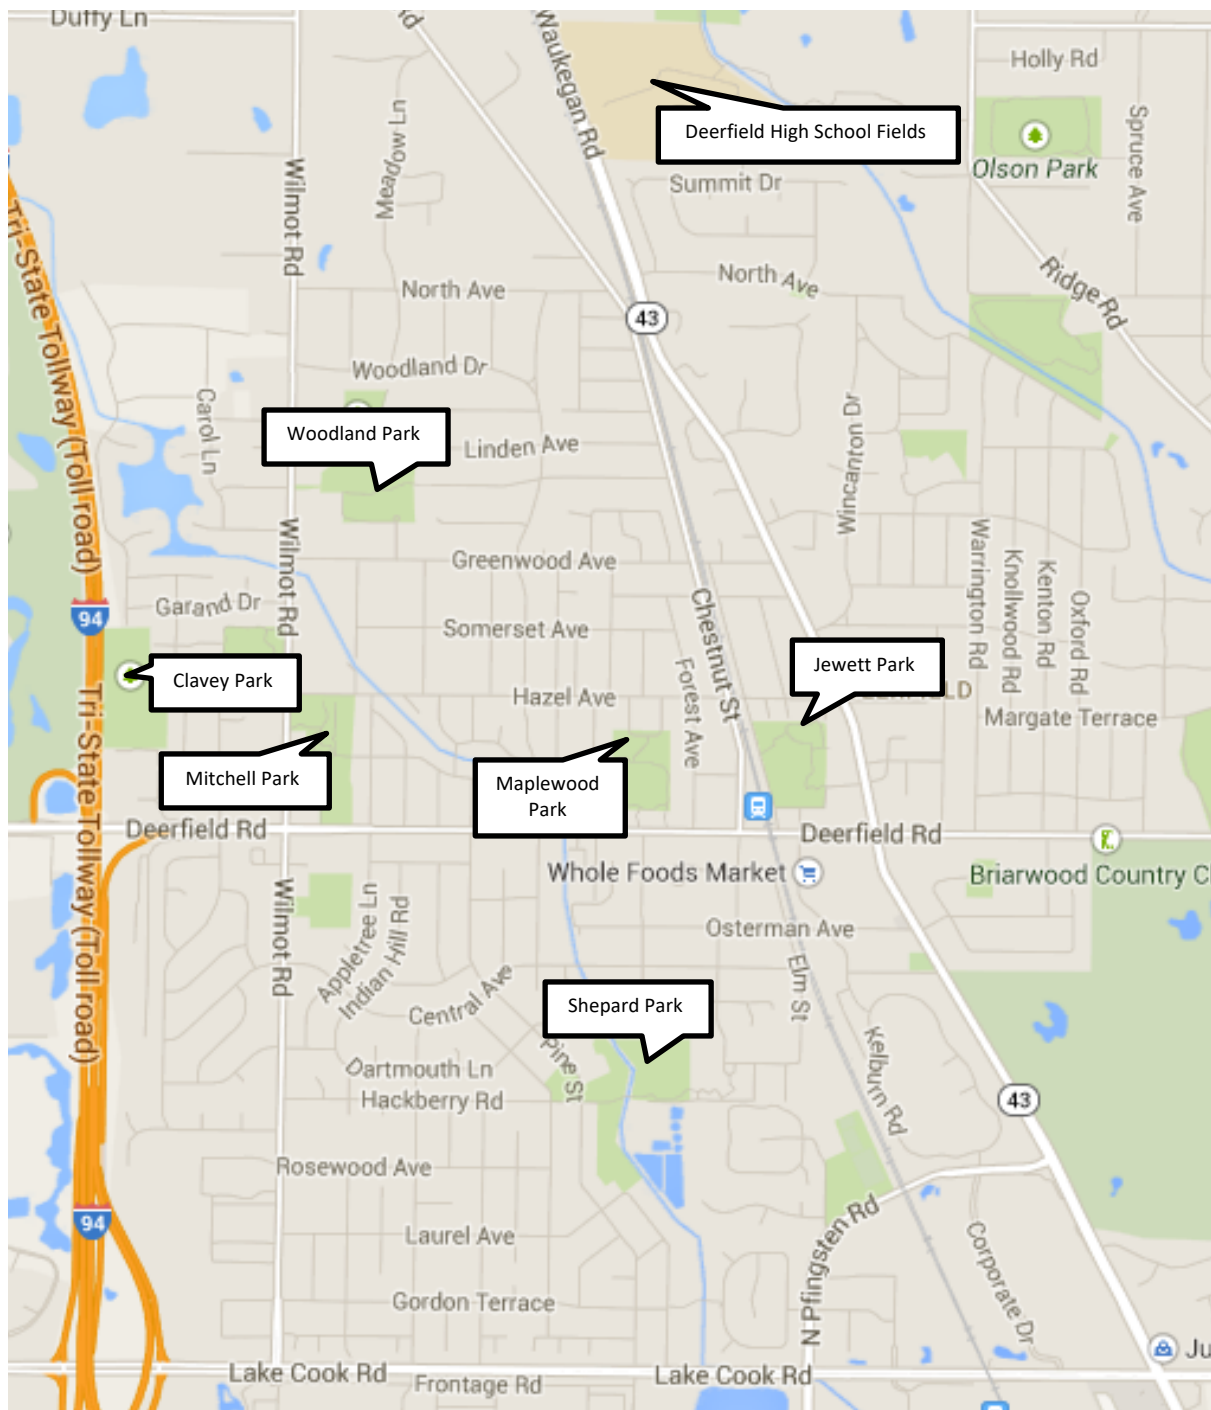 Duffy Ln
Rd
Waukegan Rd
Holly Rd
Deerfield High School Fields
Spruce Ave
Meadow Ln
Olson Park
Summit Dr
Wilmot Rd
Tri-State Tollway (Toll road)
North Ave
North Ave
Ridge Rd
43
Woodland Dr
Carol Ln
Woodland Park
Linden Ave
Wincanton Dr
Wilmot Rd
Greenwood Ave
Warrington Rd
Knollwood Rd
Kenton Rd
Oxford Rd
94
Garand Dr
Somerset Ave
Chestnut St
Forest Ave
Jewett Park
Clavey Park
Hazel Ave
Margate Terrace
Tri-State Tollway (Toll road)
Mitchell Park
Maplewood
Park
Deerfield Rd
Deerfield Rd
Whole Foods Market
Briarwood Country C
Wilmot Rd
Appletree Ln
Indian Hill Rd
Osterman Ave
Central Ave
Elm St
Shepard Park
Pine St
Kelburn Rd
Dartmouth Ln
Hackberry Rd
43
Rosewood Ave
94
Laurel Ave
N Pfingsten Rd
Corporate Dr
Gordon Terrace
Ju
Lake Cook Rd
Frontage Rd
Lake Cook Rd